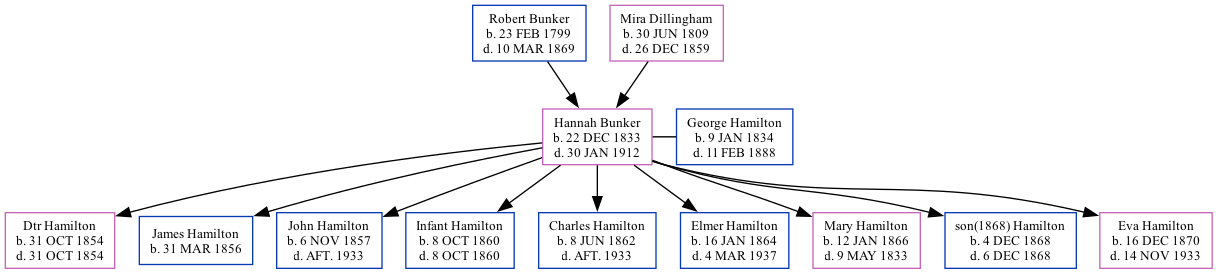 Robert Bunker
b. 23 FEB 1799
d. 10 MAR 1869
Mira Dillingham
b. 30 JUN 1809
d. 26 DEC 1859
Hannah Bunker
b. 22 DEC 1833
d. 30 JAN 1912
George Hamilton
b. 9 JAN 1834
d. 11 FEB 1888
Dtr Hamilton
b. 31 OCT 1854
d. 31 OCT 1854
James Hamilton
b. 31 MAR 1856
John Hamilton
b. 6 NOV 1857
d. AFT. 1933
Infant Hamilton
b. 8 OCT 1860
d. 8 OCT 1860
Charles Hamilton
b. 8 JUN 1862
d. AFT. 1933
Elmer Hamilton
b. 16 JAN 1864
d. 4 MAR 1937
Mary Hamilton
b. 12 JAN 1866
d. 9 MAY 1833
son(1868) Hamilton
b. 4 DEC 1868
d. 6 DEC 1868
Eva Hamilton
b. 16 DEC 1870
d. 14 NOV 1933